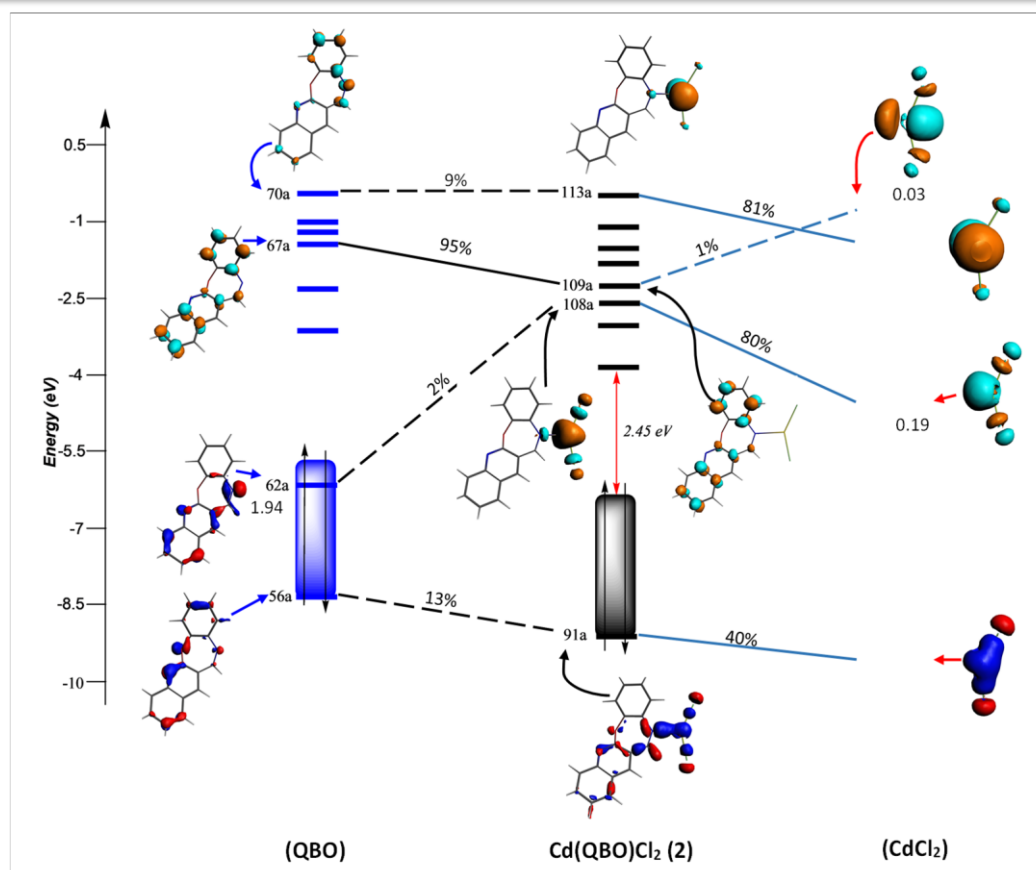 0.5
-1
-2.5
-4
-5.5
-7
-8.5
-10
Energy (eV)
70a
9%
113a
81%
0.03
67a
95%
1%
109a
108a
80%
2%
2.45 eV
0.19
62a
1.94
56a
13%
91a
40%
(QBO)
Cd(QBO)Cl₂ (2)
(CdCl₂)